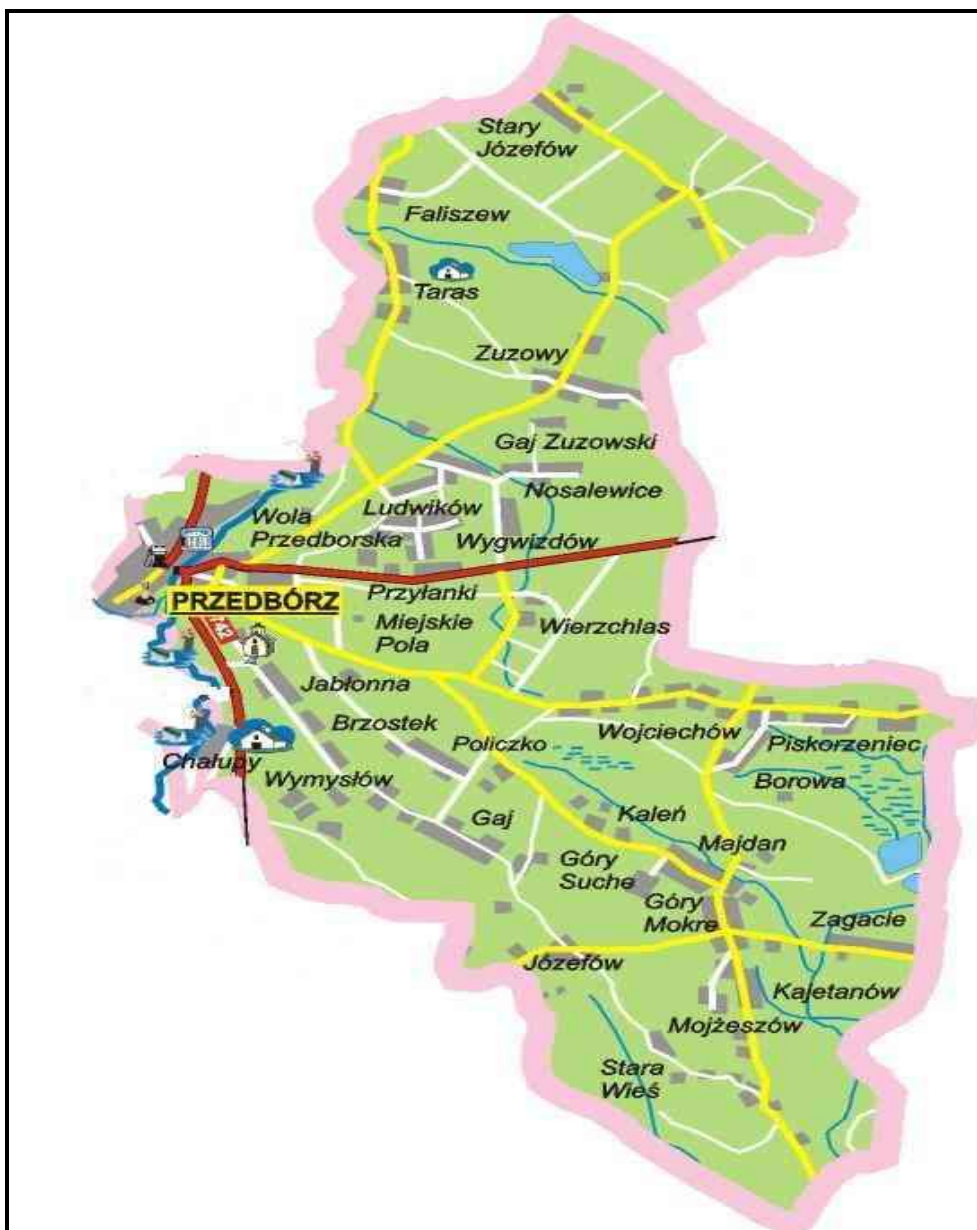 Stary
Józefów
Faliszew
Taras
Zuzowy
Gaj Zuzowski
Nosalewice
Ludwików
Wola
Przedborska
Wygwizdów
Przyłanki
PRZEDBÓRZ
Miejskie
Pola
Wierzchlas
742
Jabłonna
Brzostek
Policzko
Wojciechów
Piskorzeniec
Chałupy
Wymysłów
Borowa
Gaj
Kaleń
Majdan
Góry
Suche
Góry
Mokre
Zagacie
Józefów
Kajetanów
Mojżeszów
Stara
Wieś